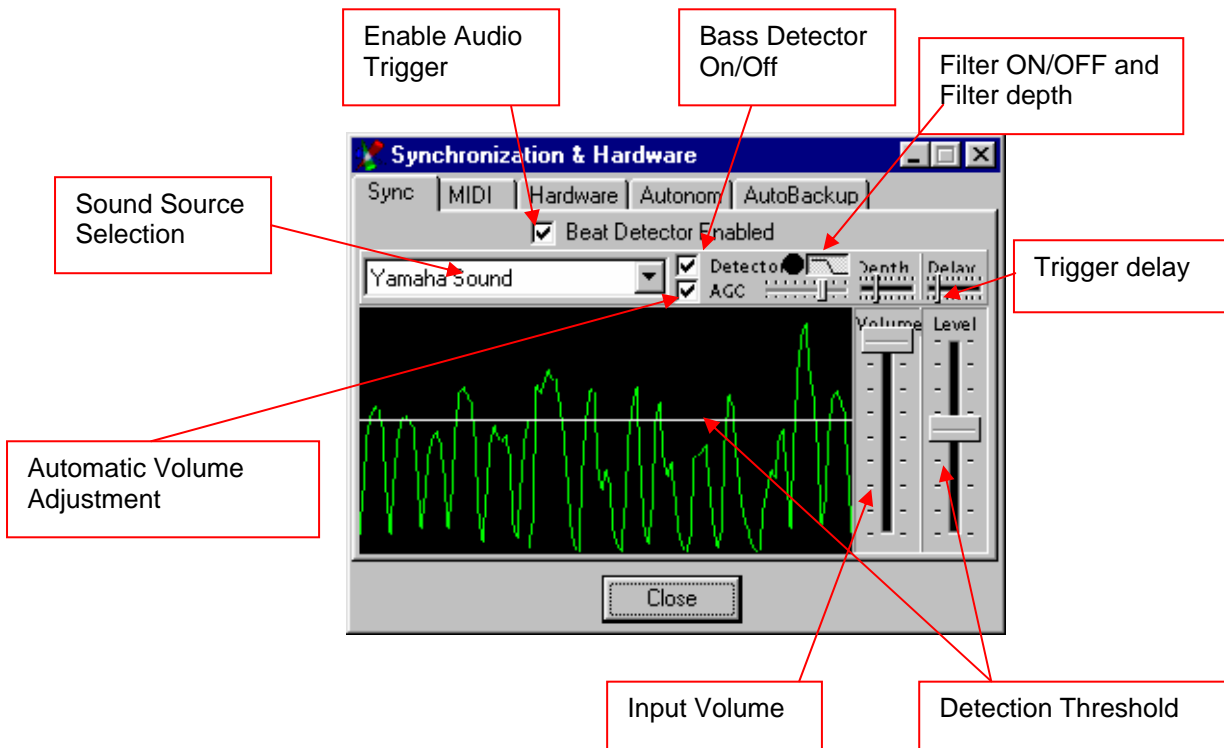 Enable Audio
Trigger
Bass Detector
On/Off
Filter ON/OFF and
Filter depth
Synchronization & Hardware
Sync
MIDI
Hardware
Autonom
AutoBackup
Sound Source
Selection
Beat Detector Enabled
Yamaha Sound
Detector
Depth
Delay
AGC
Trigger delay
Volume
Level
Automatic Volume
Adjustment
Close
Input Volume
Detection Threshold